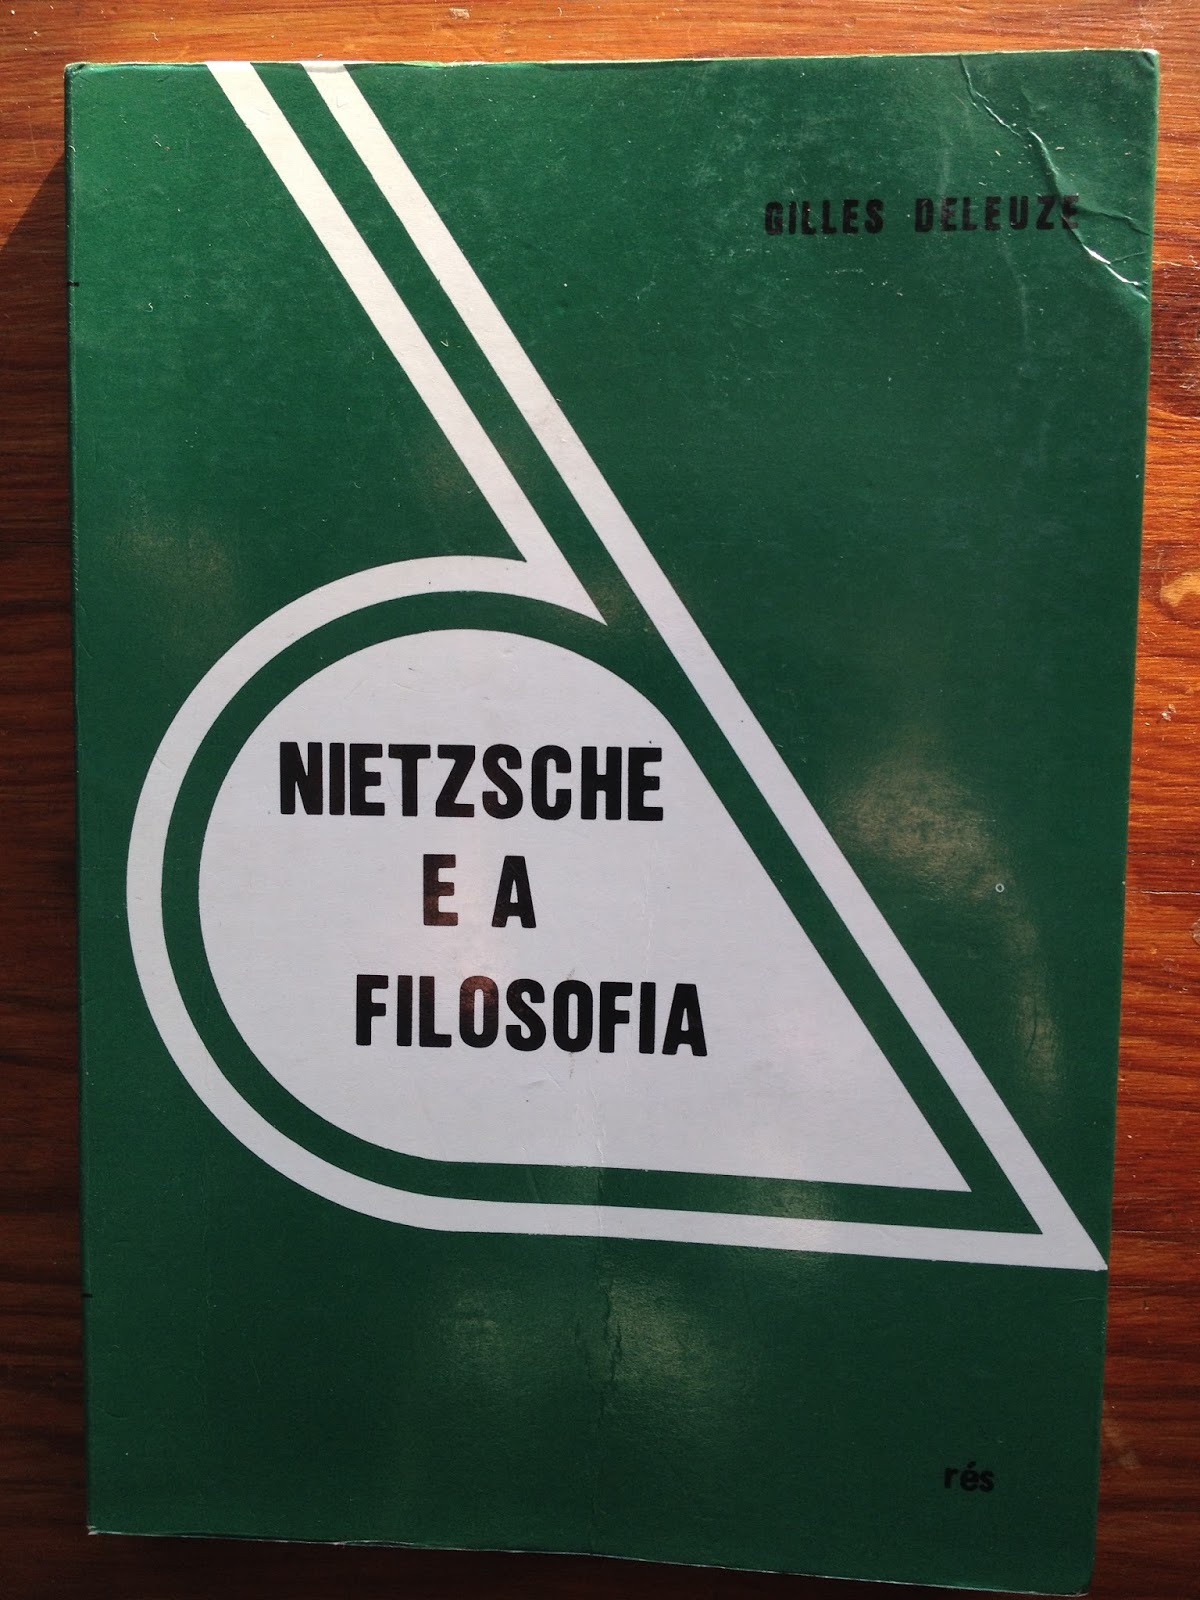 GILLES DELEUZE
NIETZSCHE
E A
FILOSOFIA
rés